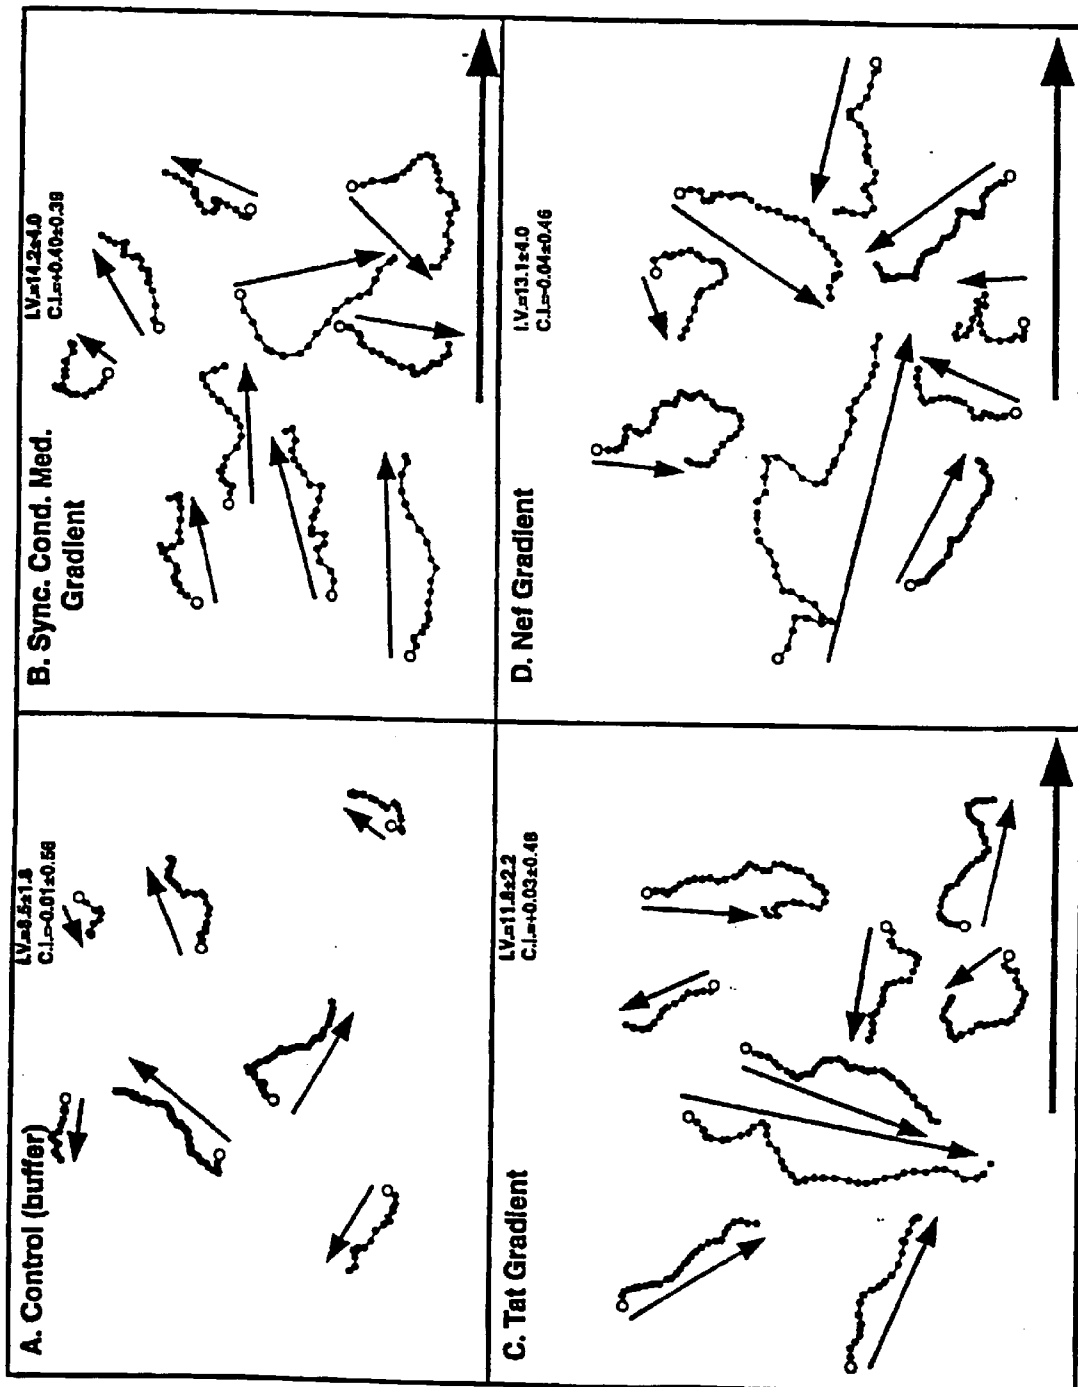 A. Control (buffer)
I.V.=8.5±1.8
C.I.=-0.01±0.56
B. Sync. Cond. Med.
Gradient
I.V.=14.2±4.0
C.I.=+0.40±0.39
C. Tat Gradient
I.V.=11.8±2.2
C.I.=+0.03±0.48
D. Nef Gradient
I.V.=13.1±4.0
C.I.=-0.04±0.46